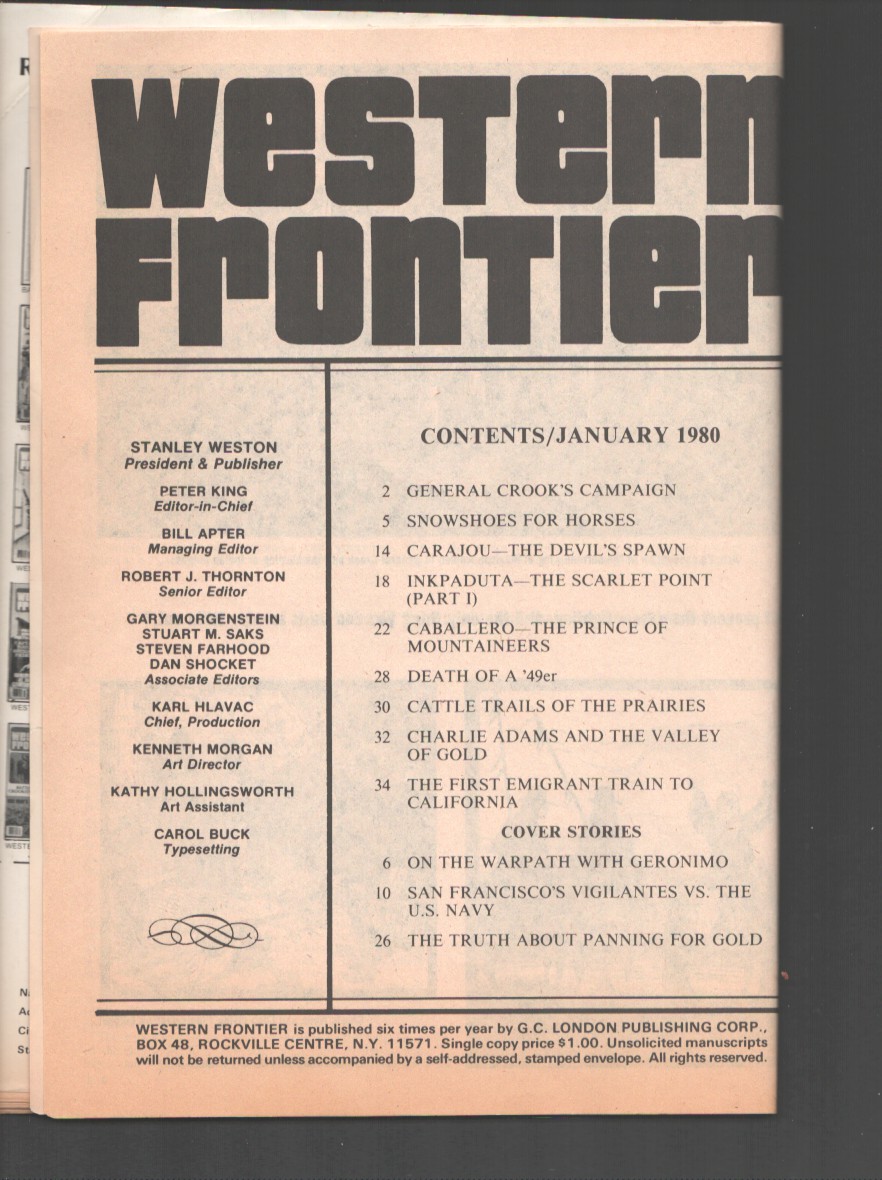 Western
Frontier
STANLEY WESTON
President & Publisher
PETER KING
Editor-in-Chief
BILL APTER
Managing Editor
ROBERT J. THORNTON
Senior Editor
GARY MORGENSTEIN
STUART M. SAKS
STEVEN FARHOOD
DAN SHOCKET
Associate Editors
KARL HLAVAC
Chief, Production
KENNETH MORGAN
Art Director
KATHY HOLLINGSWORTH
Art Assistant
CAROL BUCK
Typesetting
CONTENTS/JANUARY 1980
2 GENERAL CROOK'S CAMPAIGN
5 SNOWSHOES FOR HORSES
14 CARAJOU—THE DEVIL'S SPAWN
18 INKPADUTA—THE SCARLET POINT
(PART I)
22 CABALLERO—THE PRINCE OF
MOUNTAINEERS
28 DEATH OF A '49er
30 CATTLE TRAILS OF THE PRAIRIES
32 CHARLIE ADAMS AND THE VALLEY
OF GOLD
34 THE FIRST EMIGRANT TRAIN TO
CALIFORNIA
COVER STORIES
6 ON THE WARPATH WITH GERONIMO
10 SAN FRANCISCO'S VIGILANTES VS. THE
U.S. NAVY
26 THE TRUTH ABOUT PANNING FOR GOLD
WESTERN FRONTIER is published six times per year by G.C. LONDON PUBLISHING CORP.,
BOX 48, ROCKVILLE CENTRE, N.Y. 11571. Single copy price $1.00. Unsolicited manuscripts
will not be returned unless accompanied by a self-addressed, stamped envelope. All rights reserved.